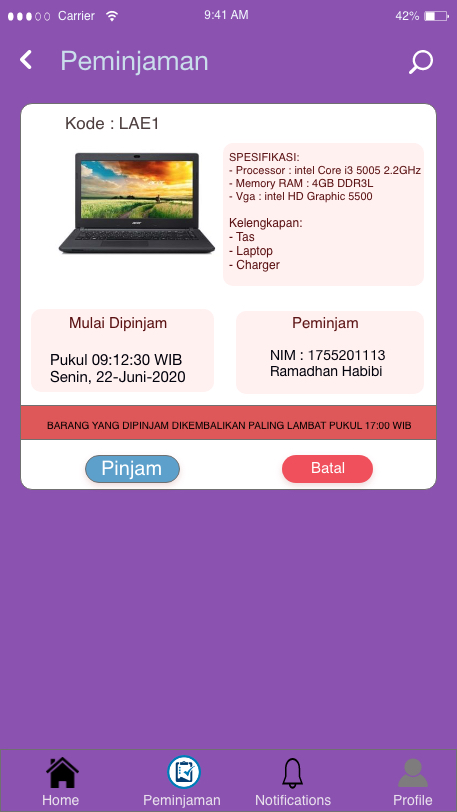 Carrier 9:41 AM 42%
Peminjaman
Kode : LAE1
SPESIFIKASI:
- Processor : intel Core i3 5005 2.2GHz
- Memory RAM : 4GB DDR3L
- Vga : intel HD Graphic 5500
Kelengkapan:
- Tas
- Laptop
- Charger
Mulai Dipinjam
Pukul 09:12:30 WIB
Senin, 22-Juni-2020
Peminjam
NIM : 1755201113
Ramadhan Habibi
BARANG YANG DIPINJAM DIKEMBALIKAN PALING LAMBAT PUKUL 17:00 WIB
Pinjam
Batal
Home
Peminjaman
Notifications
Profile